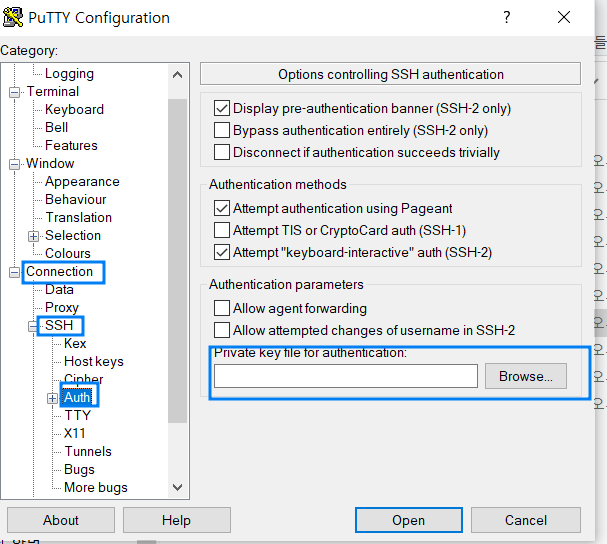 PuTTY Configuration
?
Category:
Logging
Terminal
Keyboard
Bell
Features
Window
Appearance
Behaviour
Translation
Selection
Colours
Connection
Data
Proxy
SSH
Kex
Host keys
Cipher
Auth
TTY
X11
Tunnels
Bugs
More bugs
Options controlling SSH authentication
Display pre-authentication banner (SSH-2 only)
Bypass authentication entirely (SSH-2 only)
Disconnect if authentication succeeds trivially
Authentication methods
Attempt authentication using Pageant
Attempt TIS or CryptoCard auth (SSH-1)
Attempt "keyboard-interactive" auth (SSH-2)
Authentication parameters
Allow agent forwarding
Allow attempted changes of username in SSH-2
Private key file for authentication:
Browse...
About
Help
Open
Cancel